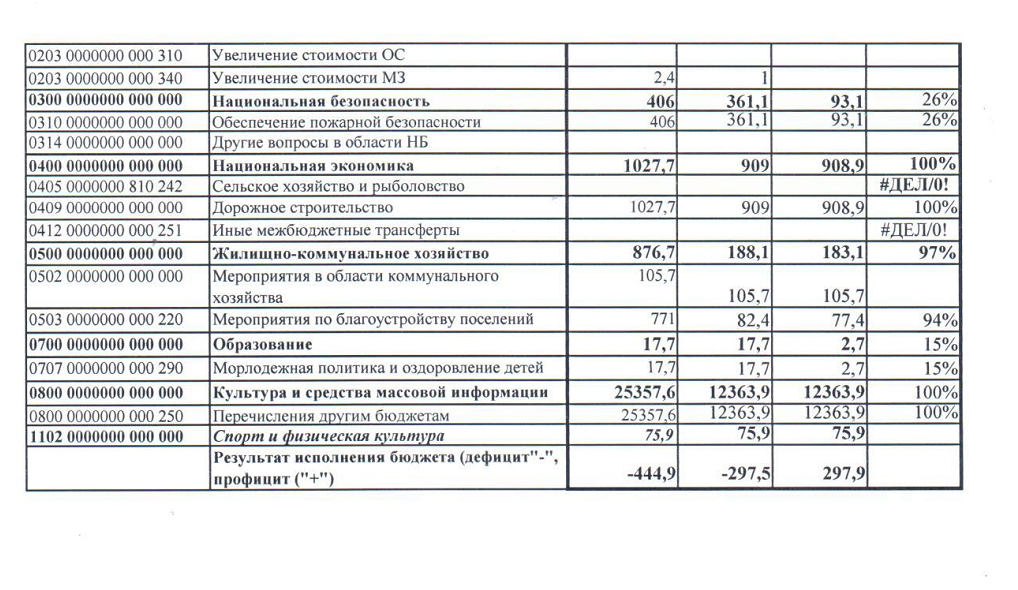 0203 0000000 000 310 Увеличение стоимости ОС
0203 0000000 000 340 Увеличение стоимости МЗ 2,4 1
0300 0000000 000 000 Национальная безопасность 406 361,1 93,1 26%
0310 0000000 000 000 Обеспечение пожарной безопасности 406 361,1 93,1 26%
0314 0000000 000 000 Другие вопросы в области НБ
0400 0000000 000 000 Национальная экономика 1027,7 909 908,9 100%
0405 0000000 810 242 Сельское хозяйство и рыболовство #ДЕЛ/0!
0409 0000000 000 000 Дорожное строительство 1027,7 909 908,9 100%
0412 0000000 000 251 Иные межбюджетные трансферты #ДЕЛ/0!
0500 0000000 000 000 Жилищно-коммунальное хозяйство 876,7 188,1 183,1 97%
0502 0000000 000 000 Мероприятия в области коммунального 105,7
хозяйства 105,7 105,7
0503 0000000 000 220 Мероприятия по благоустройству поселений 771 82,4 77,4 94%
0700 0000000 000 000 Образование 17,7 17,7 2,7 15%
0707 0000000 000 290 Морлодежная политика и оздоровление детей 17,7 17,7 2,7 15%
0800 0000000 000 000 Культура и средства массовой информации 25357,6 12363,9 12363,9 100%
0800 0000000 000 250 Перечисления другим бюджетам 25357,6 12363,9 12363,9 100%
1102 0000000 000 000 Спорт и физическая культура 75,9 75,9 75,9
Результат исполнения бюджета (дефицит"-",
профицит ("+") -444,9 -297,5 297,9